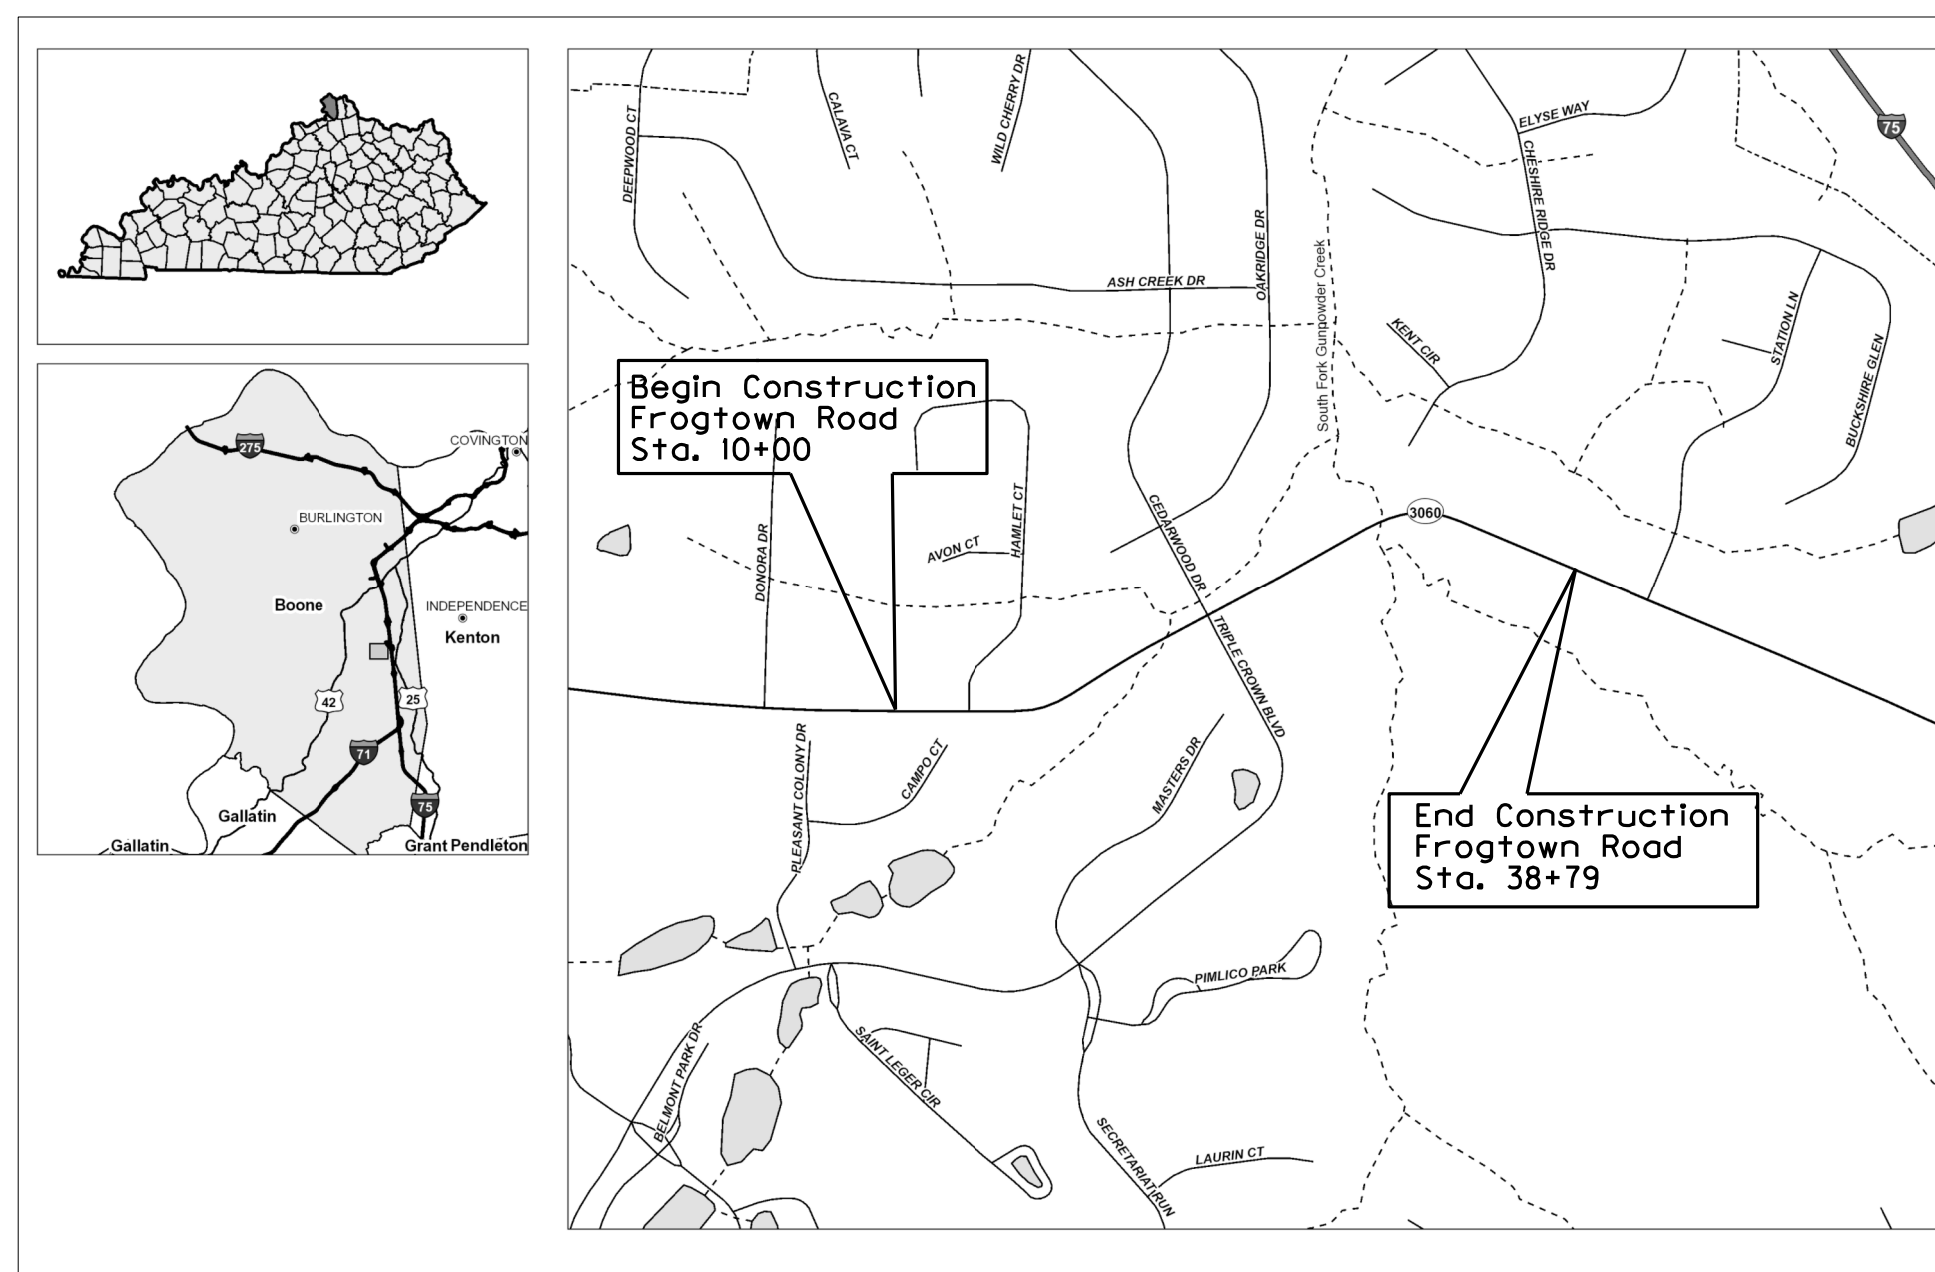 275
COVINGTON
BURLINGTON
Boone
INDEPENDENCE
Kenton
42
25
71
75
Gallatin
Gallatin
Grant
Pendleton
DEEPWOOD CT
CALAVA CT
WILD CHERRY DR
ELYSE WAY
75
CHESHIRE RIDGE DR
OAKRIDGE DR
ASH CREEK DR
South Fork Gunpowder Creek
KENT CIR
STATION LN
BUCKSHIRE GLEN
Begin Construction
Frogtown Road
Sta. 10+00
DONORA DR
AVON CT
HAMLET CT
CEDARWOOD DR
3060
TRIPLE CROWN BLVD
PLEASANT COLONY DR
CAMPO CT
MASTERS DR
End Construction
Frogtown Road
Sta. 38+79
PIMLICO PARK
BELMONT PARK DR
SAINT LEGER CIR
SECRETARIAT RUN
LAURIN CT